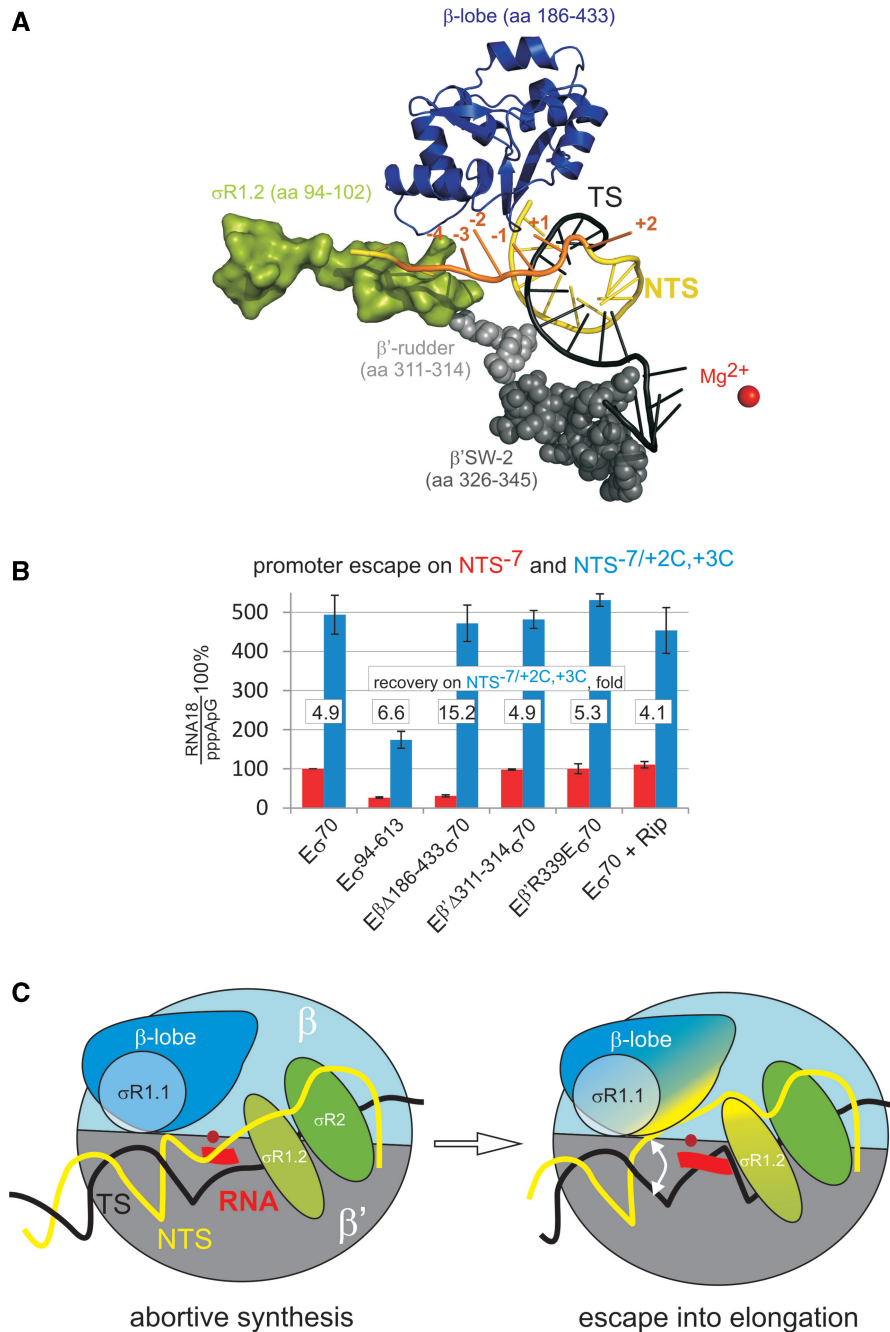 A
β-lobe (aa 186-433)
σR1.2 (aa 94-102)
TS
-4 -3 -2 -1 +1 +2
NTS
β'-rudder
(aa 311-314)
Mg2+
β'SW-2
(aa 326-345)
B
promoter escape on NTS-7 and NTS-7/+2C,+3C
RNA18
pppApG
100%
500
400
300
200
100
0
recovery on NTS-7/+2C,+3C, fold
4.9 6.6 15.2 4.9 5.3 4.1
Eσ70
Eσ94-613
EβΔ186-433σ70
Eβ'Δ311-314σ70
Eβ'R339Eσ70
Eσ70 + Rip
C
β-lobe
β
σR1.1
σR2
σR1.2
TS
RNA
NTS
β'
abortive synthesis
β-lobe
σR1.1
σR1.2
escape into elongation